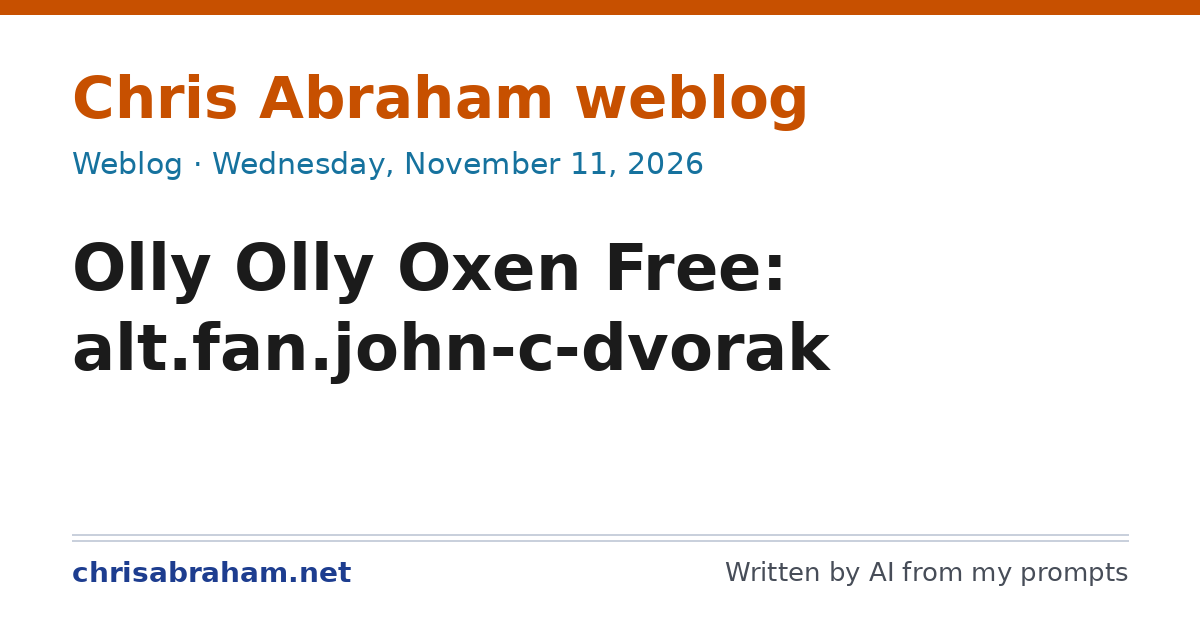 Chris Abraham weblog
Weblog · Wednesday, November 11, 2026
Olly Olly Oxen Free:
alt.fan.john-c-dvorak
chrisabraham.net
Written by AI from my prompts